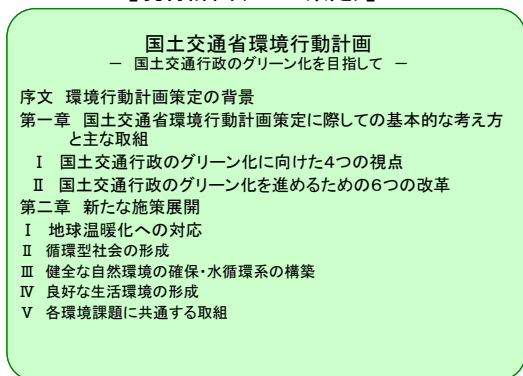 国土交通省環境行動計画
－ 国土交通行政のグリーン化を目指して －
序文 環境行動計画策定の背景
第一章 国土交通省環境行動計画策定に際しての基本的な考え方
と主な取組
Ⅰ 国土交通行政のグリーン化に向けた4つの視点
Ⅱ 国土交通行政のグリーン化を進めるための6つの改革
第二章 新たな施策展開
Ⅰ 地球温暖化への対応
Ⅱ 循環型社会の形成
Ⅲ 健全な自然環境の確保・水循環系の構築
Ⅳ 良好な生活環境の形成
Ⅴ 各環境課題に共通する取組